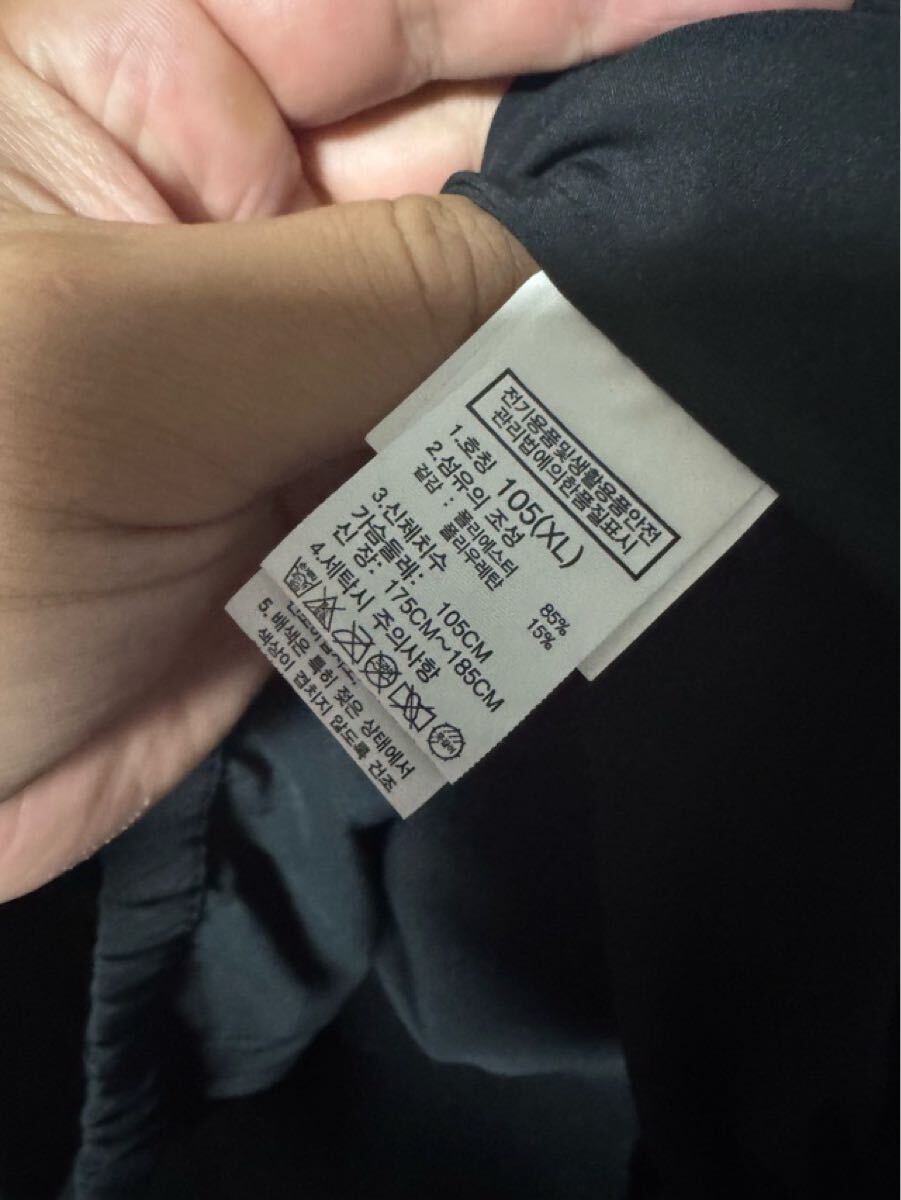 전기용품및생활용품안전
관리법에의한품질표시
1.호칭 105(XL)
2.섬유의 조성
겉감 : 폴리에스터 85%
폴리우레탄 15%
3.신체치수
가슴둘레: 105CM
신 장: 175CM~185CM
4.세탁시 주의사항
5. 배색은 특히 젖은 상태에서
색상이 겹치지 않도록 건조